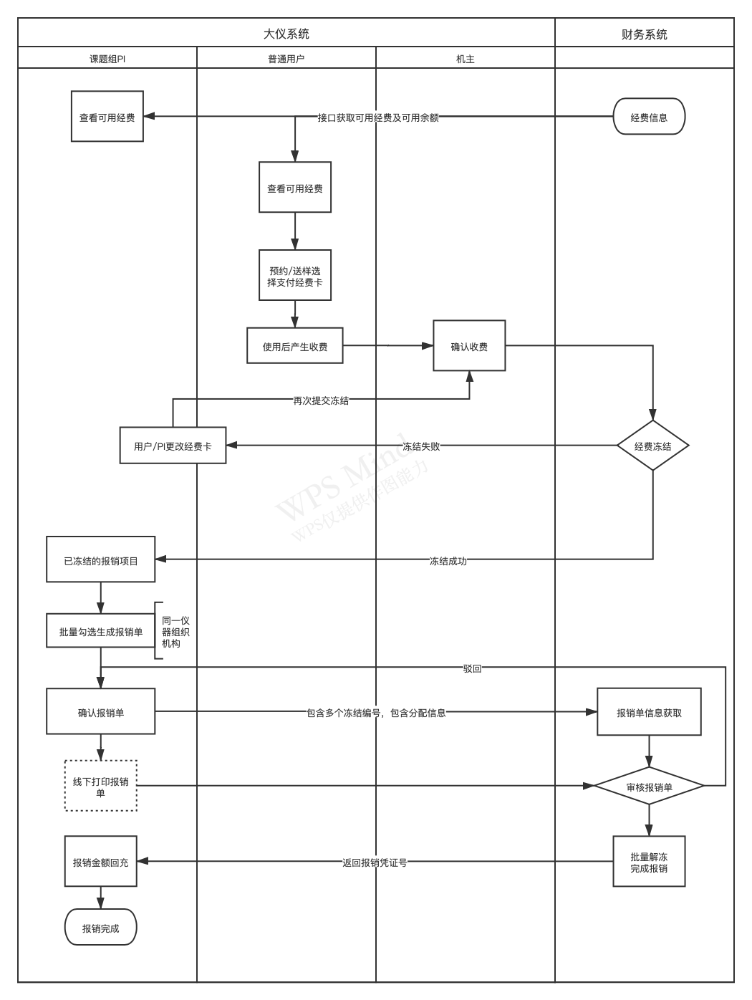 大仪系统
财务系统
课题组PI
普通用户
机主
查看可用经费
接口获取可用经费及可用余额
经费信息
查看可用经费
预约/送样选
择支付经费卡
使用后产生收费
确认收费
再次提交冻结
用户/PI更改经费卡
冻结失败
经费冻结
WPS Mind
WPS仅提供作图能力
已冻结的报销项目
冻结成功
批量勾选生成报销单
同一仪
器组织
机构
驳回
确认报销单
包含多个冻结编号，包含分配信息
报销单信息获取
线下打印报销
单
审核报销单
报销金额回充
返回报销凭证号
批量解冻
完成报销
报销完成